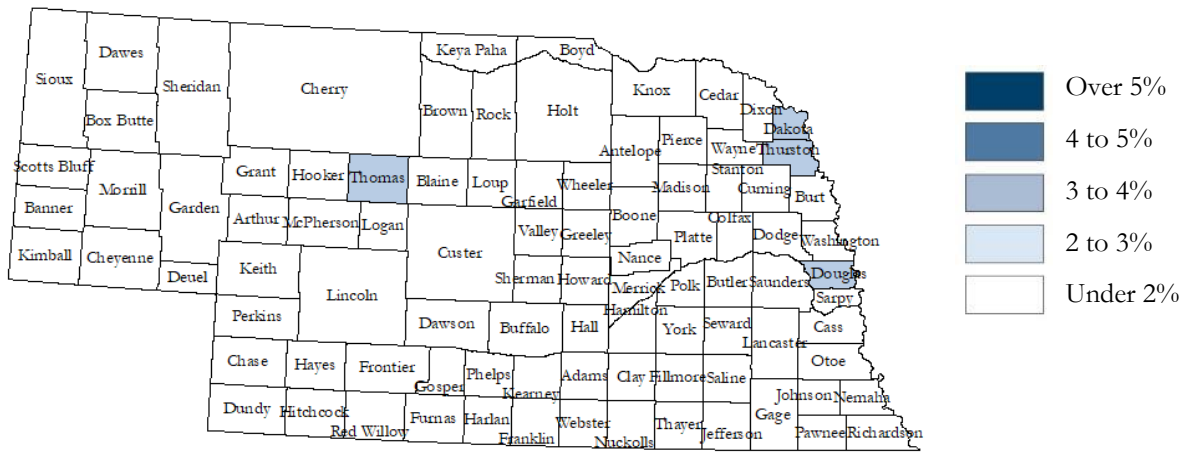 Keya Paha
Boyd
Dawes
Sioux
Sheridan
Cherry
Knox
Cedar
Dixon
Brown
Rock
Holt
Box Butte
Dakota
Pierce
Antelope
Wayne
Thurston
Scotts Bluff
Grant
Hooker
Thomas
Blaine
Loup
Wheeler
Stanton
Morrill
Madison
Cuming
Burt
Banner
Garden
Garfield
Arthur
McPherson
Logan
Boone
Colfax
Valley
Greeley
Platte
Dodge
Washington
Kimball
Cheyenne
Custer
Nance
Keith
Deuel
Sherman
Howard
Douglas
Merrick
Polk
Butler
Saunders
Lincoln
Sarpy
Hamilton
Perkins
Dawson
Buffalo
Hall
York
Seward
Cass
Lancaster
Chase
Hayes
Frontier
Otoe
Gosper
Phelps
Kearney
Adams
Clay
Fillmore
Saline
Johnson
Nemaha
Dundy
Hitchcock
Red Willow
Furnas
Harlan
Franklin
Webster
Nuckolls
Thayer
Jefferson
Gage
Pawnee
Richardson
Over 5%
4 to 5%
3 to 4%
2 to 3%
Under 2%